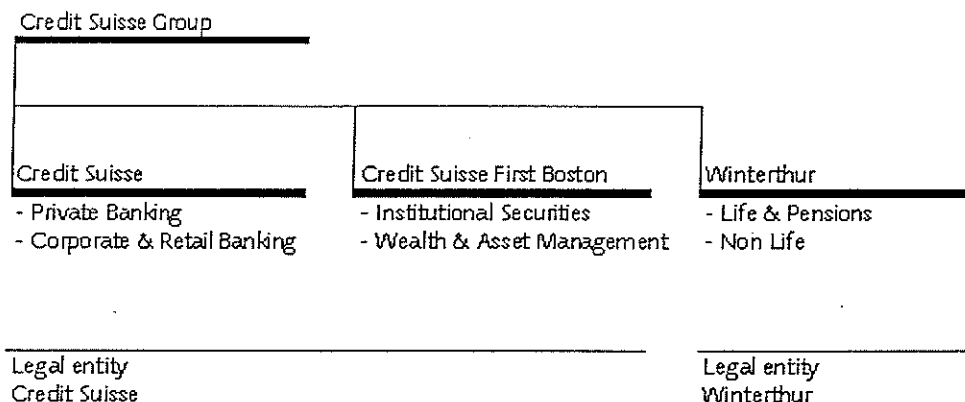 Credit Suisse Group
Credit Suisse
- Private Banking
- Corporate & Retail Banking
Credit Suisse First Boston
- Institutional Securities
- Wealth & Asset Management
Winterthur
- Life & Pensions
- Non Life
Legal entity
Credit Suisse
Legal entity
Winterthur